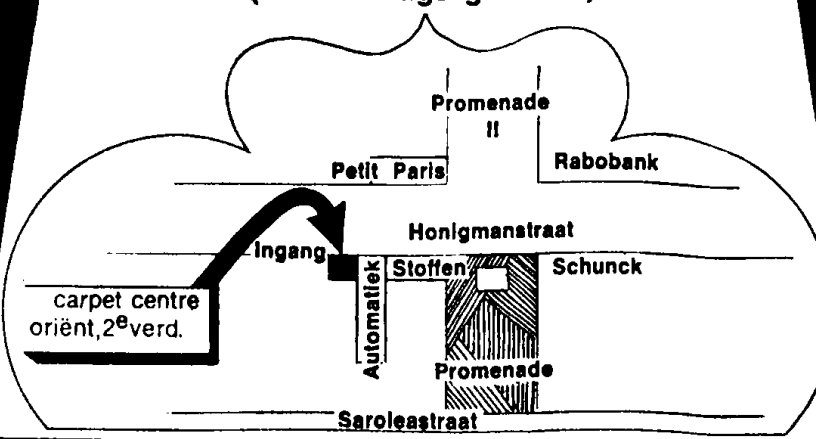 Promenade
II
Petit Paris
Rabobank
Honigmanstraat
Ingang
Stoffen
Schunck
carpet centre
oriënt, 2e verd.
Automatiek
Promenade
Saroleastraat